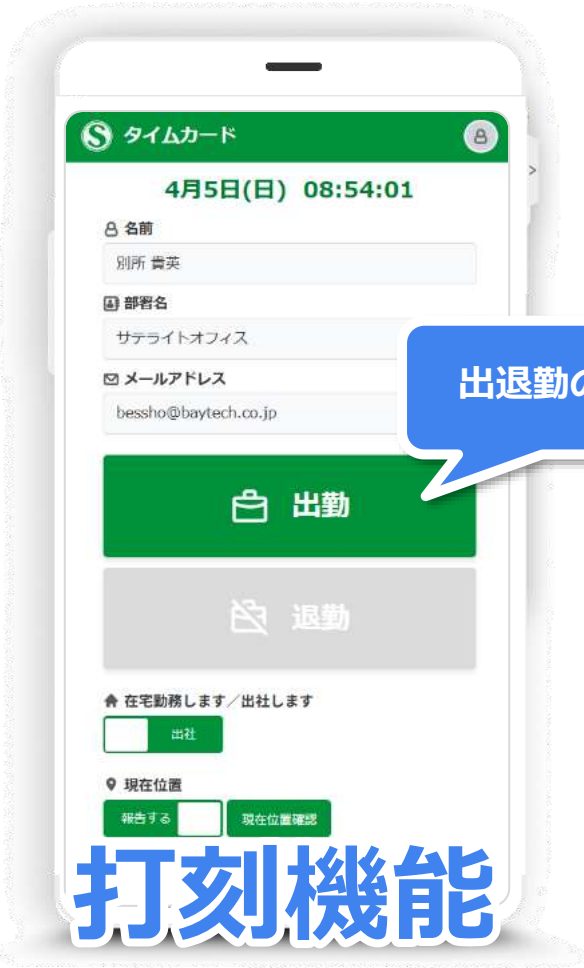 タイムカード
4月5日(日) 08:54:01
名前
別所 貴英
部署名
サテライトオフィス
出退勤の
メールアドレス
bessho@baytech.co.jp
出勤
退勤
在宅勤務します／出社します
出社
現在位置
報告する 現在位置確認
打刻機能